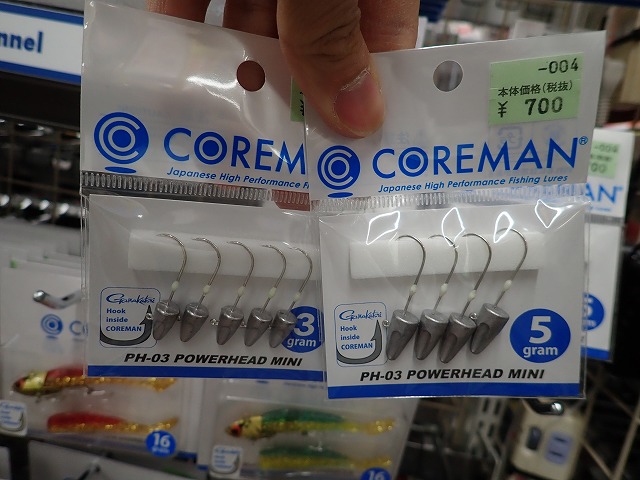 nnel
COREM
Japanese High Performance F
Gamakatsu
Hook
inside
COREMAN
3
gram
PH-03 POWERHEAD MINI
-004
本体価格(税抜)
¥ 700
COREMAN®
Japanese High Performance Fishing Lures
Gamakatsu
Hook
inside
COREMAN
5
gram
PH-03 POWERHEAD MINI
16
gram
16